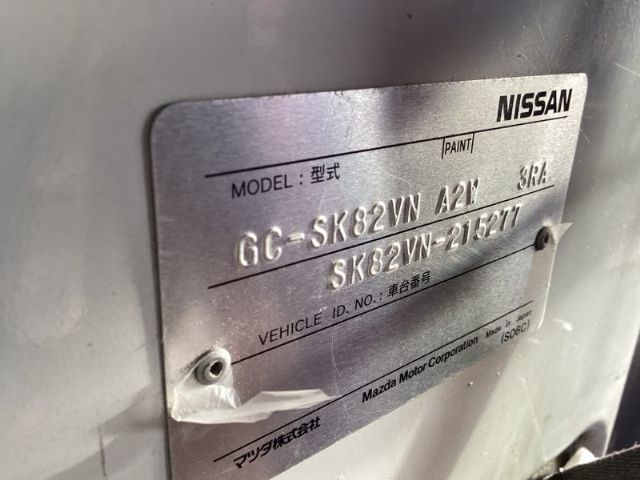 NISSAN
PAINT
MODEL : 型式
GC-SK82VN A2V 3RA
SK82VN-215277
VEHICLE ID. NO. : 車台番号
Mazda Motor Corporation Made in Japan
マツダ株式会社 (S06C)